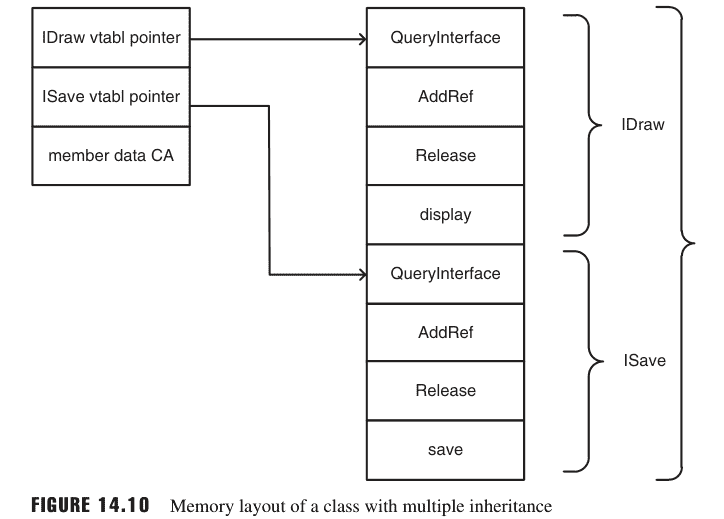 IDraw vtabl pointer
ISave vtabl pointer
member data CA
QueryInterface
AddRef
Release
display
QueryInterface
AddRef
Release
save
IDraw
ISave
FIGURE 14.10 Memory layout of a class with multiple inheritance